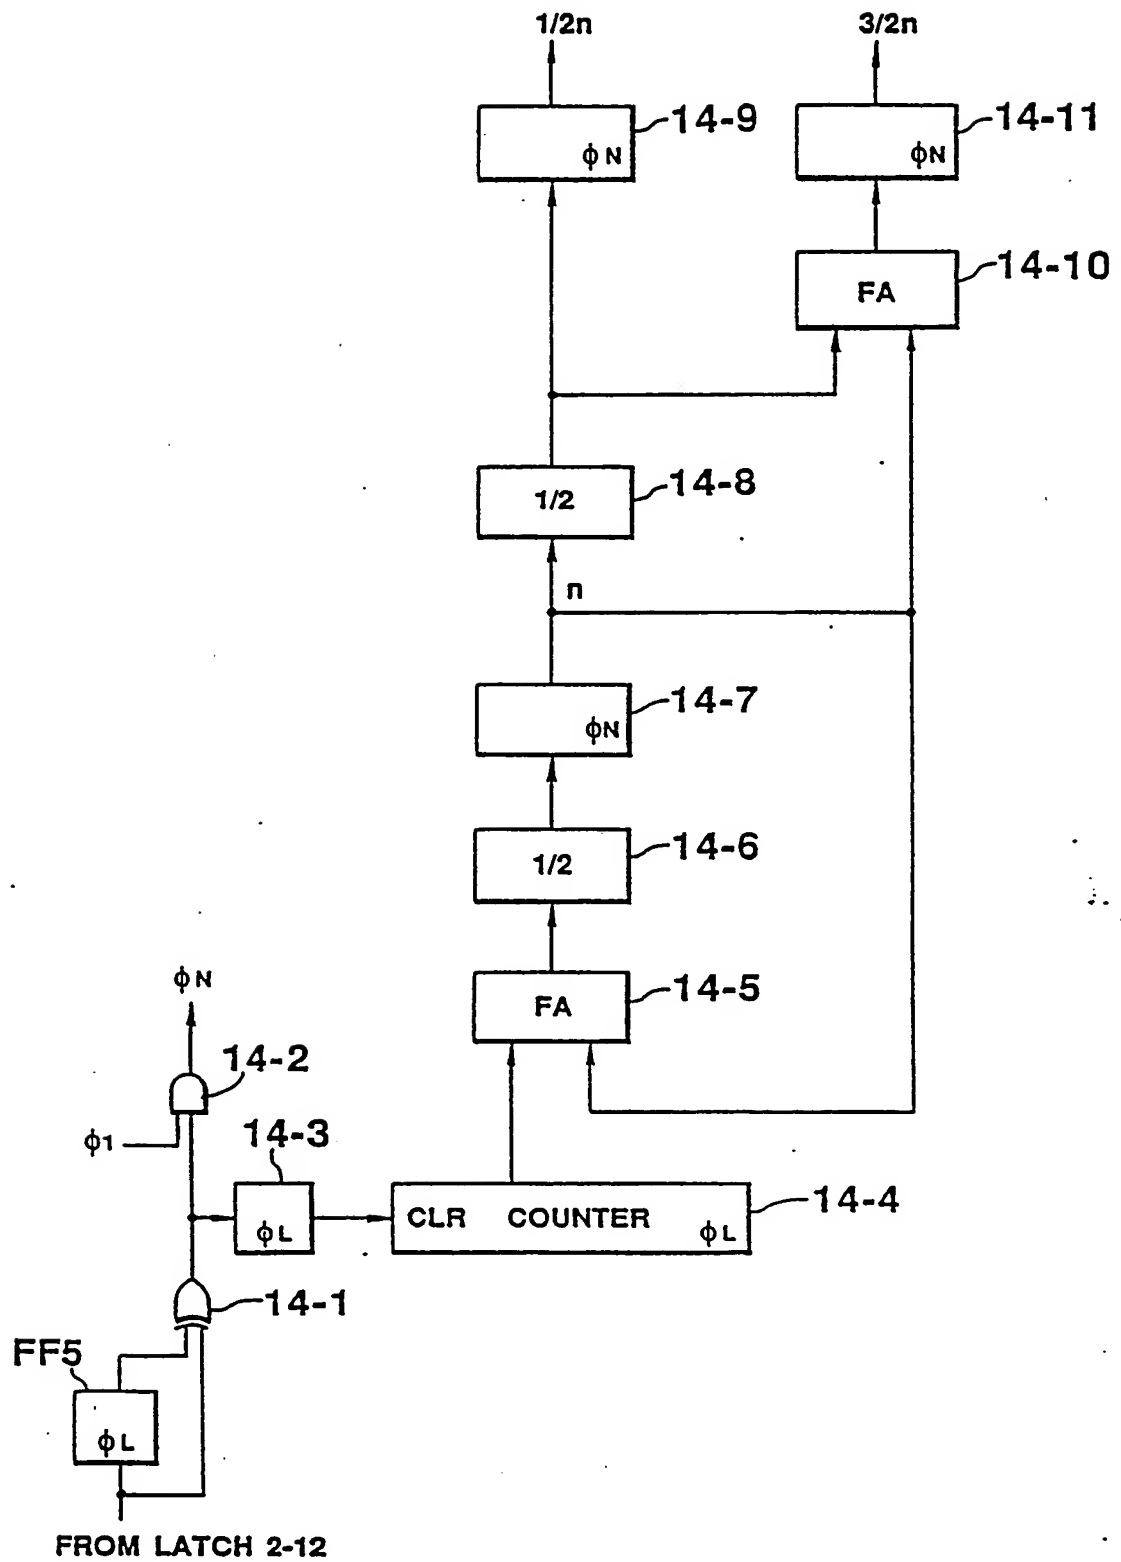 1/2n 3/2n
14-9 14-11
ϕN ϕN
14-10
FA
14-8
1/2
n
14-7
ϕN
14-6
1/2
14-5
FA
ϕN
14-2
ϕ1
14-3
14-4
CLR COUNTER ϕL
ϕL
14-1
FF5
ϕL
FROM LATCH 2-12